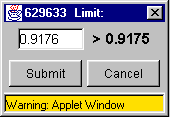 629633 Limit:
0.9176 > 0.9175
Submit Cancel
Warning: Applet Window